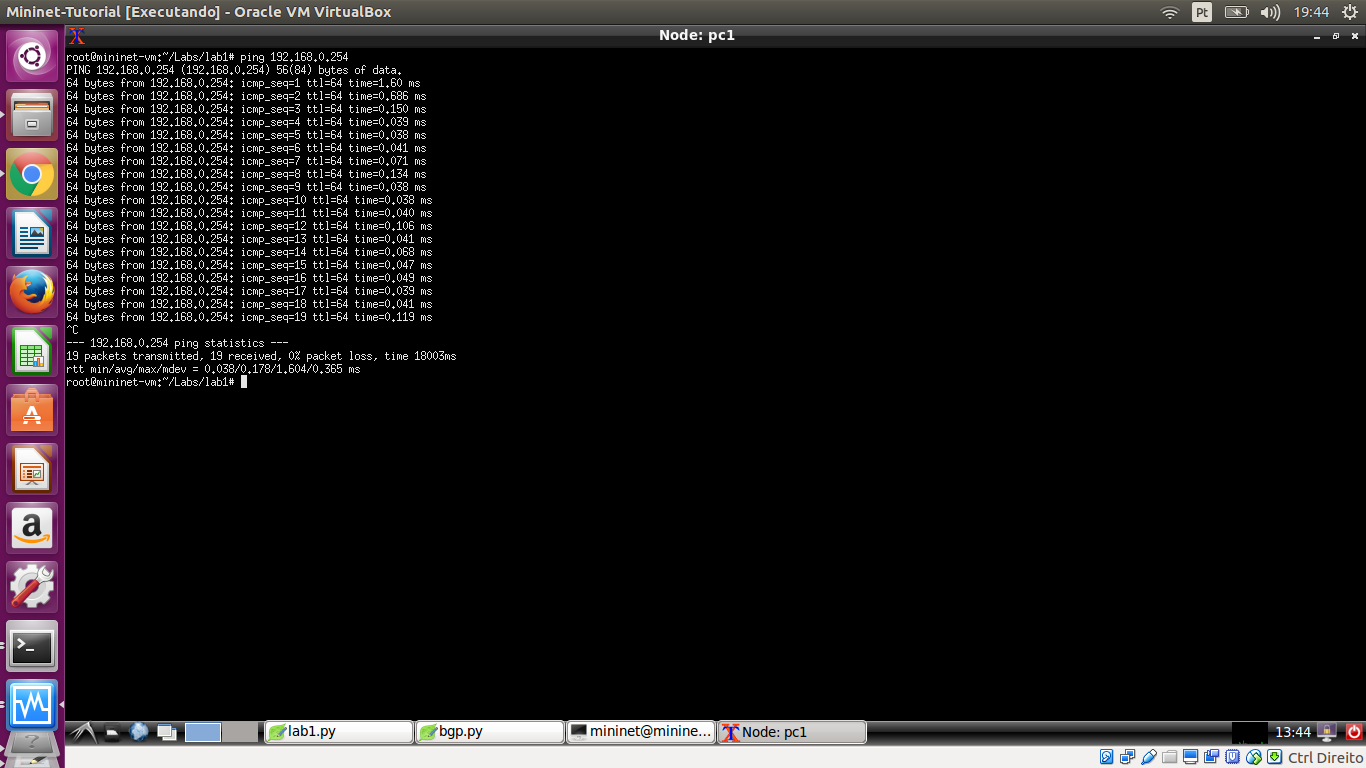 Mininet-Tutorial [Executando] - Oracle VM VirtualBox
Pt
19:44
Node: pc1
root@mininet-vm:~/Labs/lab1# ping 192.168.0.254
PING 192.168.0.254 (192.168.0.254) 56(84) bytes of data.
64 bytes from 192.168.0.254: icmp_seq=1 ttl=64 time=1.60 ms
64 bytes from 192.168.0.254: icmp_seq=2 ttl=64 time=0.686 ms
64 bytes from 192.168.0.254: icmp_seq=3 ttl=64 time=0.150 ms
64 bytes from 192.168.0.254: icmp_seq=4 ttl=64 time=0.039 ms
64 bytes from 192.168.0.254: icmp_seq=5 ttl=64 time=0.038 ms
64 bytes from 192.168.0.254: icmp_seq=6 ttl=64 time=0.041 ms
64 bytes from 192.168.0.254: icmp_seq=7 ttl=64 time=0.071 ms
64 bytes from 192.168.0.254: icmp_seq=8 ttl=64 time=0.134 ms
64 bytes from 192.168.0.254: icmp_seq=9 ttl=64 time=0.038 ms
64 bytes from 192.168.0.254: icmp_seq=10 ttl=64 time=0.038 ms
64 bytes from 192.168.0.254: icmp_seq=11 ttl=64 time=0.040 ms
64 bytes from 192.168.0.254: icmp_seq=12 ttl=64 time=0.106 ms
64 bytes from 192.168.0.254: icmp_seq=13 ttl=64 time=0.041 ms
64 bytes from 192.168.0.254: icmp_seq=14 ttl=64 time=0.068 ms
64 bytes from 192.168.0.254: icmp_seq=15 ttl=64 time=0.047 ms
64 bytes from 192.168.0.254: icmp_seq=16 ttl=64 time=0.049 ms
64 bytes from 192.168.0.254: icmp_seq=17 ttl=64 time=0.039 ms
64 bytes from 192.168.0.254: icmp_seq=18 ttl=64 time=0.041 ms
64 bytes from 192.168.0.254: icmp_seq=19 ttl=64 time=0.119 ms
^C
--- 192.168.0.254 ping statistics ---
19 packets transmitted, 19 received, 0% packet loss, time 18003ms
rtt min/avg/max/mdev = 0.038/0.178/1.604/0.365 ms
root@mininet-vm:~/Labs/lab1#
lab1.py
bgp.py
mininet@minine...
Node: pc1
13:44
Ctrl Direito